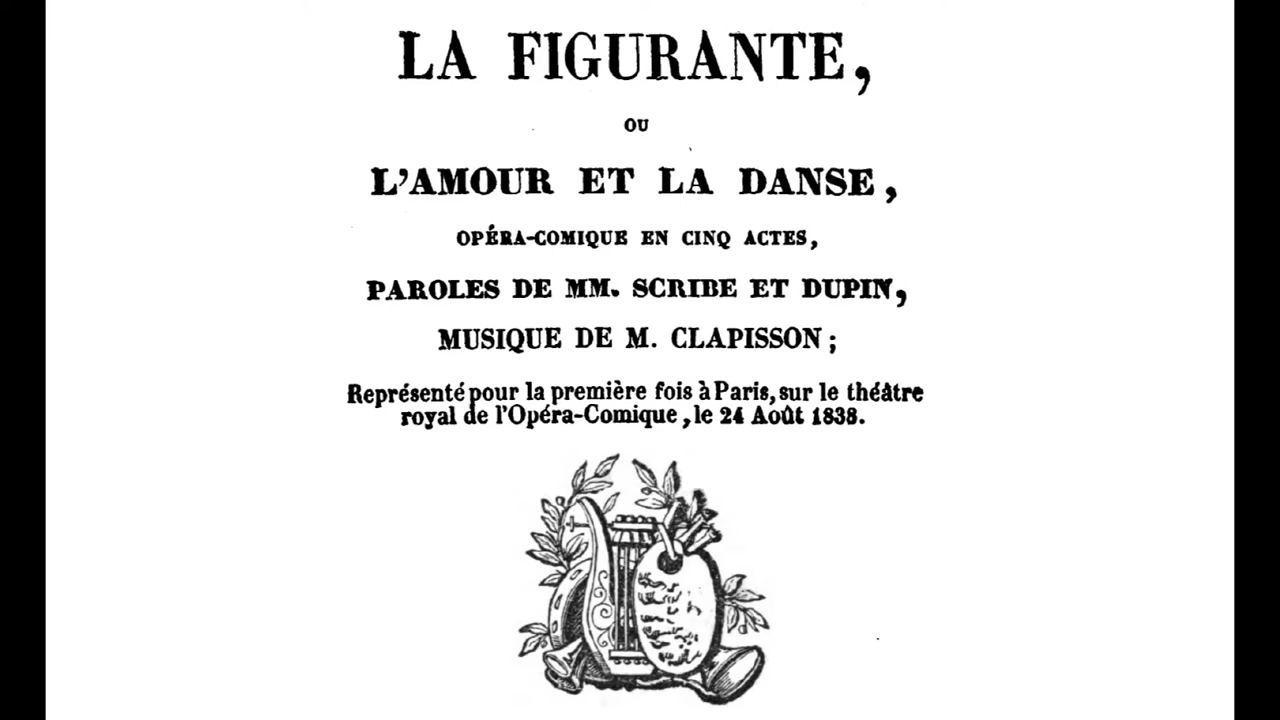 LA FIGURANTE,
OU
L'AMOUR ET LA DANSE,
OPÉRA-COMIQUE EN CINQ ACTES,
PAROLES DE MM. SCRIBE ET DUPIN,
MUSIQUE DE M. CLAPISSON;
Représenté pour la première fois à Paris, sur le théâtre
royal de l'Opéra-Comique, le 24 Août 1838.